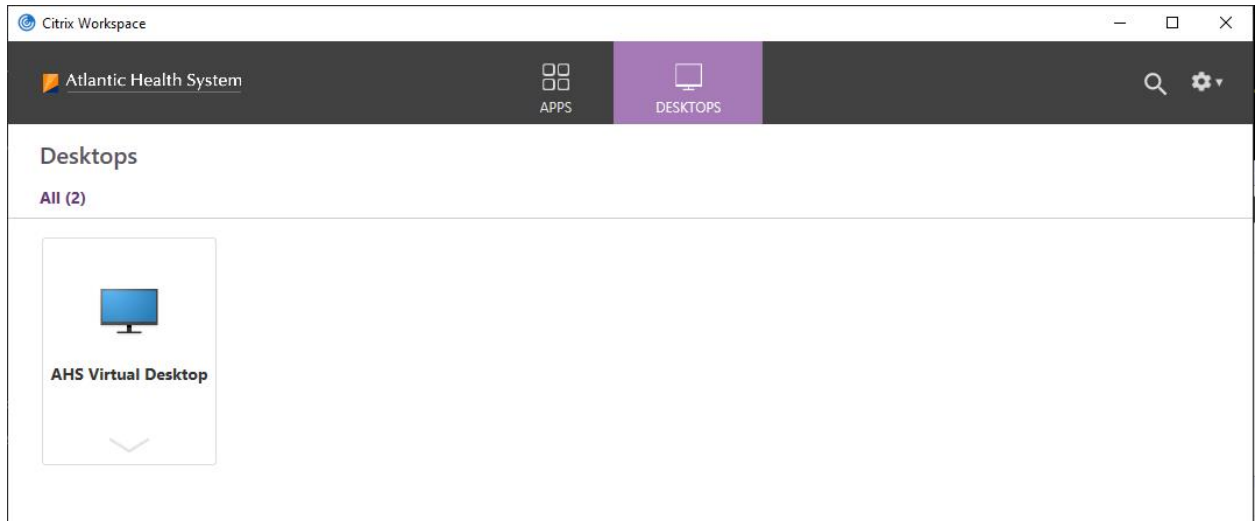 Citrix Workspace
Atlantic Health System
APPS
DESKTOPS
Desktops
All (2)
AHS Virtual Desktop